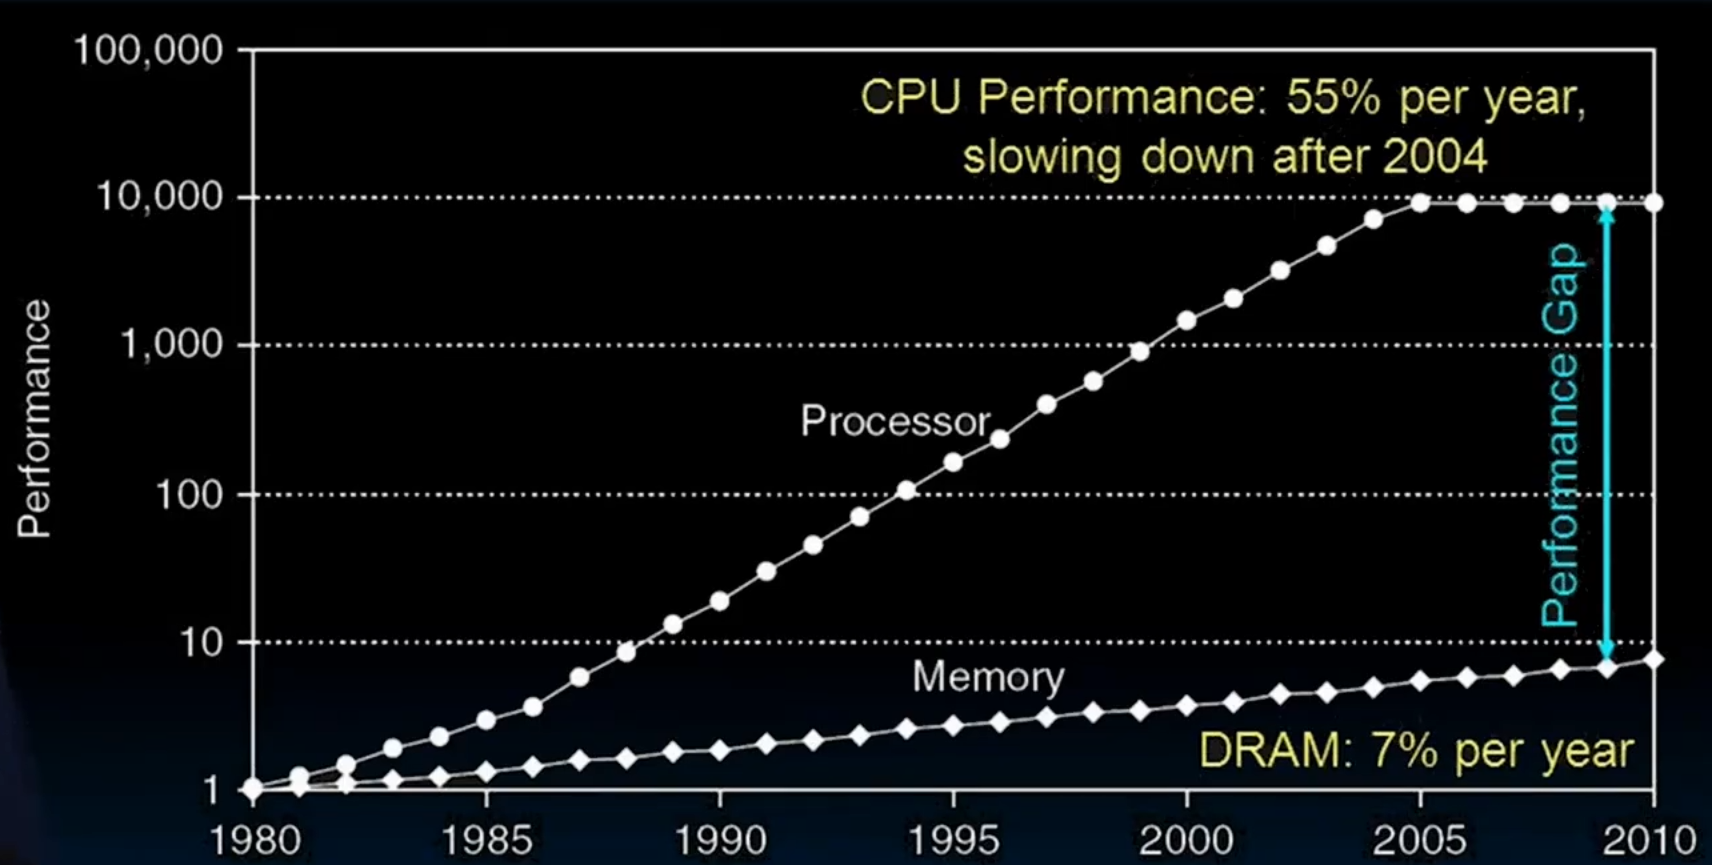 100,000
CPU Performance: 55% per year,
slowing down after 2004
10,000
1,000
100
10
1
Performance
Processor
Memory
Performance Gap
DRAM: 7% per year
1980 1985 1990 1995 2000 2005 2010